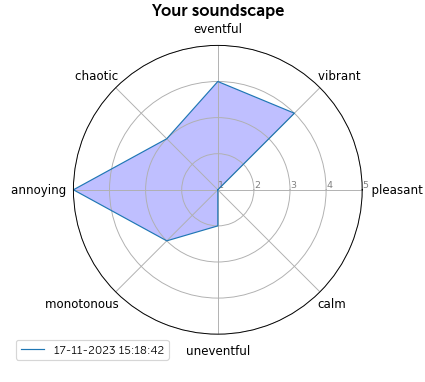 Your soundscape
eventful
chaotic
vibrant
annoying
1 2 3 4 5
pleasant
monotonous
calm
17-11-2023 15:18:42
uneventful